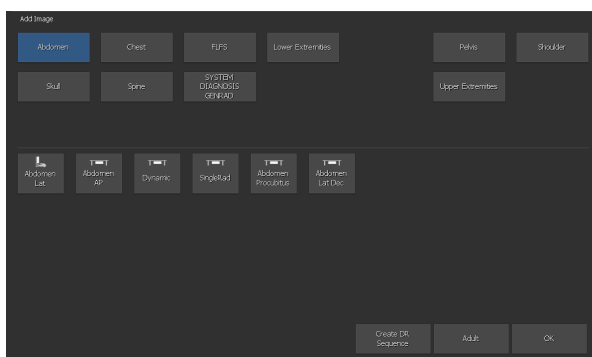 Add Image
Abdomen
Chest
FLFS
Lower Extremities
Pelvis
Shoulder
Skull
Spine
SYSTEM
DIAGNOSIS
GENRAD
Upper Extremities
Abdomen
Lat
Abdomen
AP
Dynamic
SingleRad
Abdomen
Procubitus
Abdomen
Lat Dec
Create DR
Sequence
Adult
OK